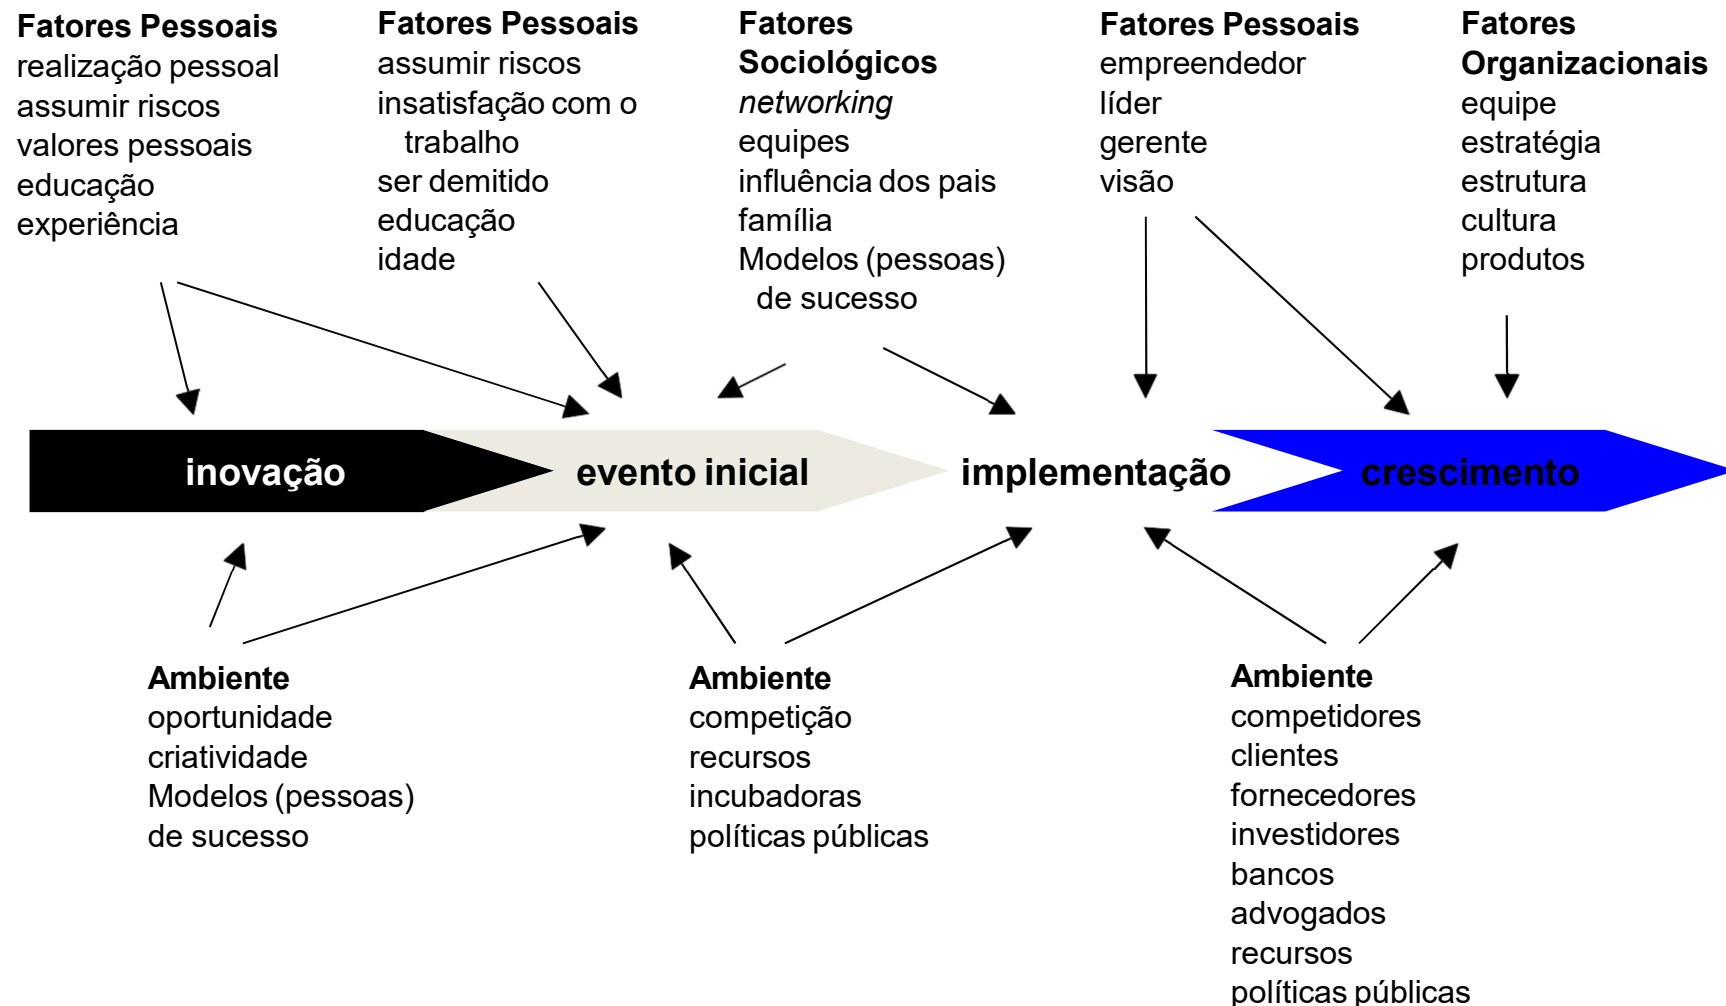 Fatores Pessoais
realização pessoal
assumir riscos
valores pessoais
educação
experiência
Fatores Pessoais
assumir riscos
insatisfação com o
trabalho
ser demitido
educação
idade
Fatores
Sociológicos
networking
equipes
influência dos pais
família
Modelos (pessoas)
de sucesso
Fatores Pessoais
empreendedor
líder
gerente
visão
Fatores
Organizacionais
equipe
estratégia
estrutura
cultura
produtos
inovação
evento inicial
implementação
crescimento
Ambiente
oportunidade
criatividade
Modelos (pessoas)
de sucesso
Ambiente
competição
recursos
incubadoras
políticas públicas
Ambiente
competidores
clientes
fornecedores
investidores
bancos
advogados
recursos
políticas públicas